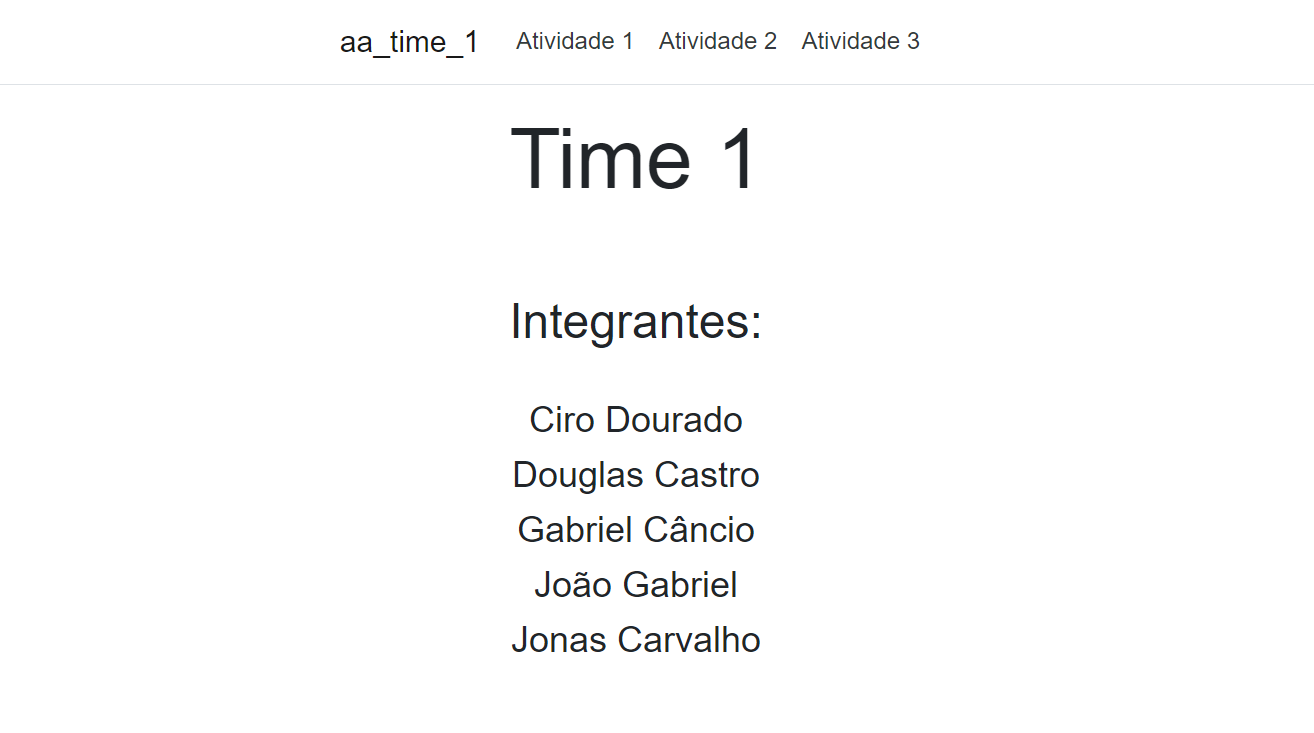 aa_time_1 Atividade 1 Atividade 2 Atividade 3
Time 1
Integrantes:
Ciro Dourado
Douglas Castro
Gabriel Câncio
João Gabriel
Jonas Carvalho